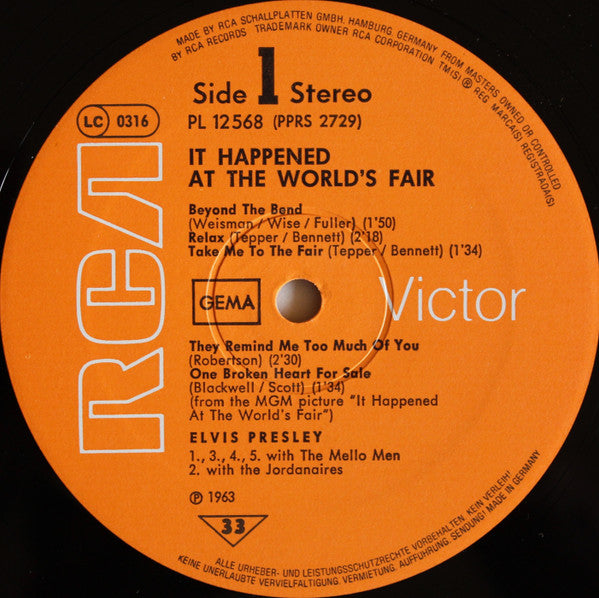 MADE BY RCA SCHALLPLATTEN GMBH. HAMBURG GERMANY FROM MASTERS OWNED OR CONTROLLED
BY RCA RECORDS TRADEMARK OWNER RCA CORPORATION TM(S) ® REG MARCA(S) REGISTRADA(S)
Side 1 Stereo
LC 0316
PL 12568 (PPRS 2729)
IT HAPPENED
AT THE WORLD'S FAIR
Beyond The Bend
(Weisman / Wise / Fuller) (1'50)
Relax (Tepper / Bennett) (2'18)
Take Me To The Fair (Tepper / Bennett) (1'34)
RCA
GEMA
Victor
They Remind Me Too Much Of You
(Robertson) (2'30)
One Broken Heart For Sale
(Blackwell / Scott) (1'34)
(from the MGM picture "It Happened
At The World's Fair")
ELVIS PRESLEY
1., 3., 4., 5. with The Mello Men
2. with the Jordanaires
℗ 1963
33
ALLE URHEBER- UND LEISTUNGSSCHUTZRECHTE VORBEHALTEN. KEIN VERLEIH!
KEINE UNERLAUBTE VERVIELFÄLTIGUNG. VERMIETUNG. AUFFÜHRUNG. SENDUNG! MADE IN GERMANY